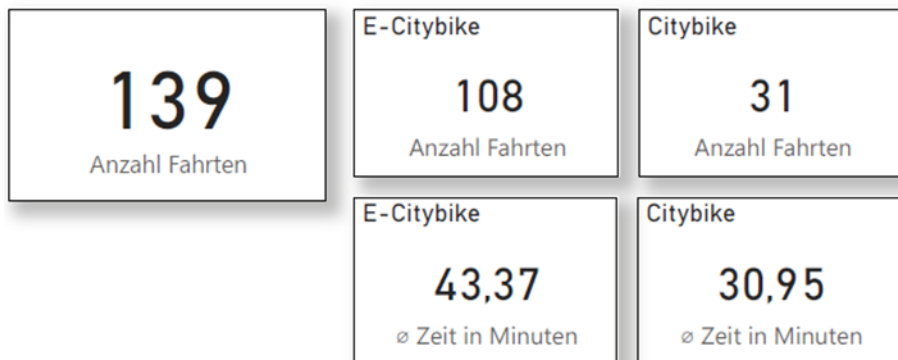 139
Anzahl Fahrten
E-Citybike
108
Anzahl Fahrten
Citybike
31
Anzahl Fahrten
E-Citybike
43,37
⌀ Zeit in Minuten
Citybike
30,95
⌀ Zeit in Minuten